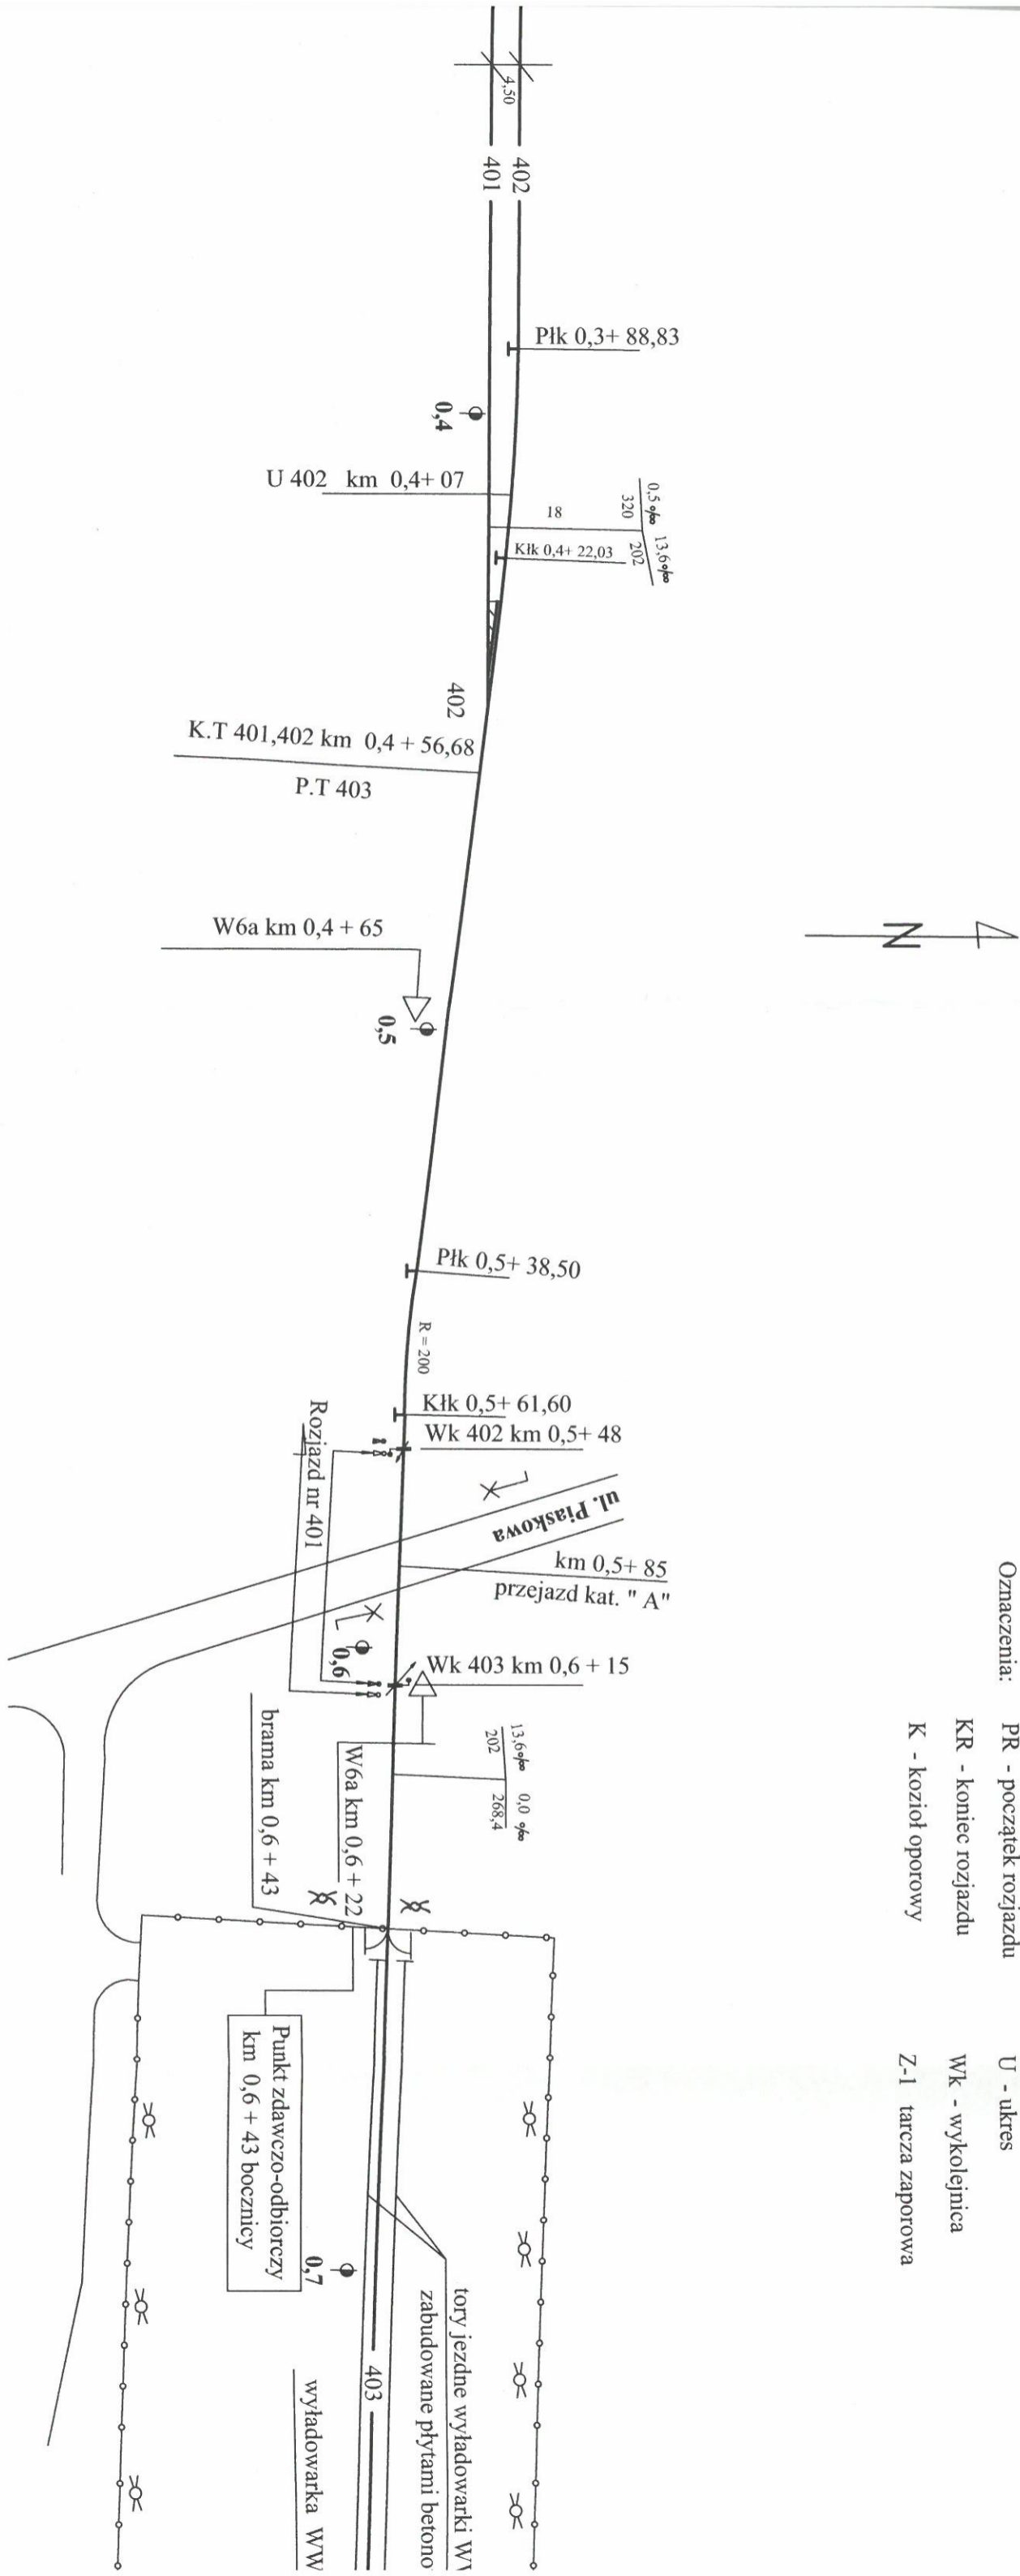 4,50
402
401
Płk 0,3+ 88,83
0,4
U 402 km 0,4+ 07
0,5 ‰ 13,6‰
320 202
18
Kłk 0,4+ 22,03
402
K.T 401,402 km 0,4 + 56,68
P.T 403
N
W6a km 0,4 + 65
0,5
Płk 0,5+ 38,50
R = 200
Kłk 0,5+ 61,60
Wk 402 km 0,5+ 48
Rozjazd nr 401
ul. Piaskowa
km 0,5+ 85
przejazd kat. " A"
0,6
Wk 403 km 0,6 + 15
13,6‰ 0,0 ‰
202 268,4
W6a km 0,6 + 22
brama km 0,6 + 43
Punkt zdawczo-odbiorczy
km 0,6 + 43 bocznicy
0,7
403
tory jezdne wyładowarki
zabudowane płytami betono
wyładowarka WW
Oznaczenia: PR - początek rozjazdu U - ukres
KR - koniec rozjazdu Wk - wykolejnica
K - kozioł oporowy Z-1 tarcza zaporowa